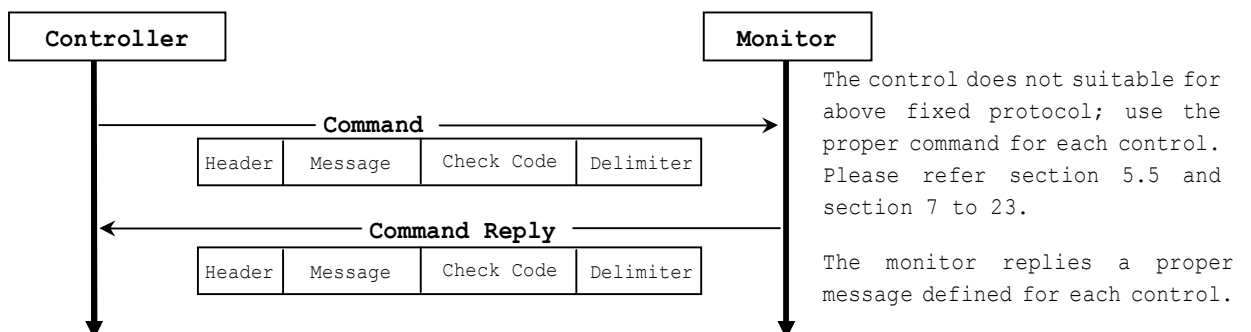 Controller
Monitor
Command
Header Message Check Code Delimiter
Command Reply
Header Message Check Code Delimiter
The control does not suitable for
above fixed protocol; use the
proper command for each control.
Please refer section 5.5 and
section 7 to 23.
The monitor replies a proper
message defined for each control.